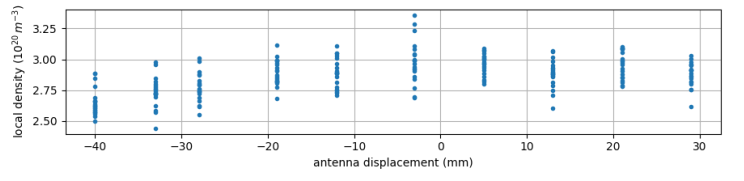 local density (10²⁰ m⁻³)
3.25
3.00
2.75
2.50
−40 −30 −20 −10 0 10 20 30
antenna displacement (mm)